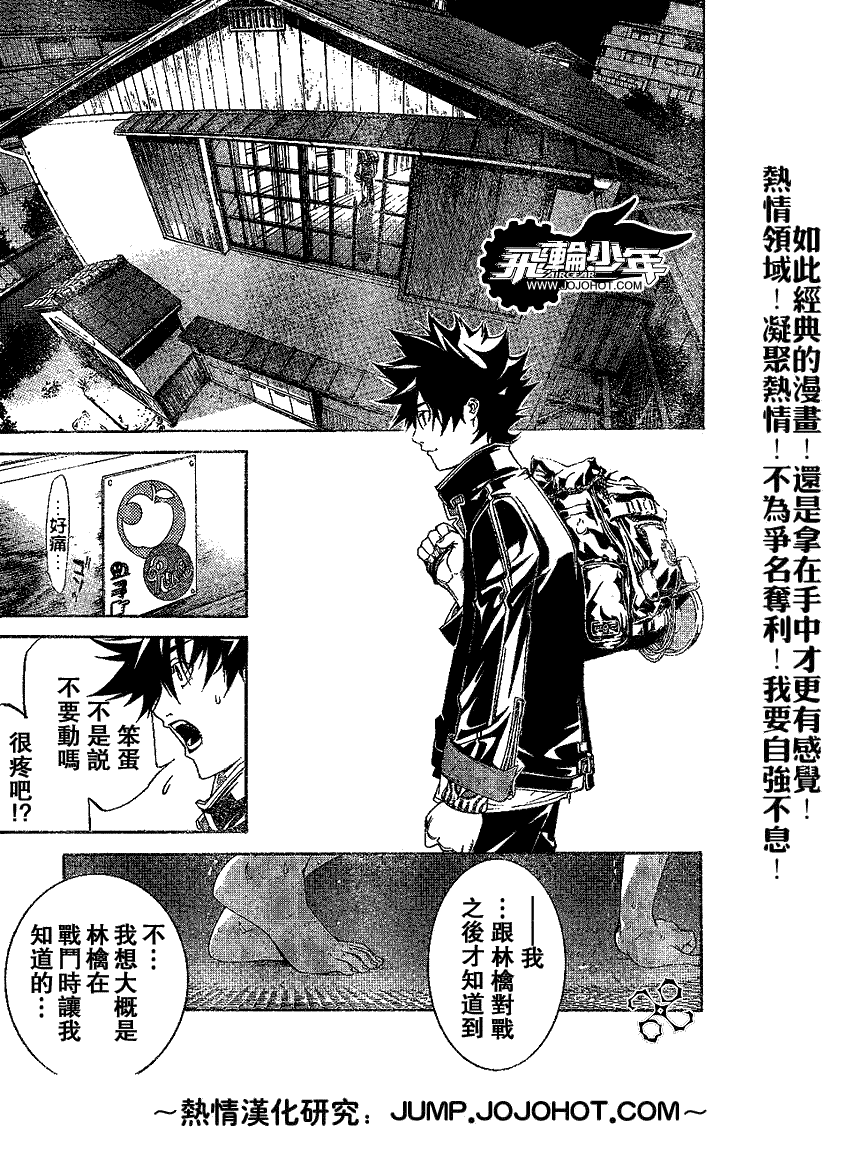 如此經典的漫畫！還是拿在手中才更有感覺！
熱情領域！凝聚熱情！不為爭名奪利！我要自強不息！
飛輪少年
AIRGEAR
WWW.JOJOHOT.COM
…好痛
笨蛋
不是說
不要動嗎
很疼吧!?
——我
…跟林檎對戰
之後才知道到
不…
我想大概是
林檎在
戰鬥時讓我
知道的…
～熱情漢化研究：JUMP.JOJOHOT.COM～